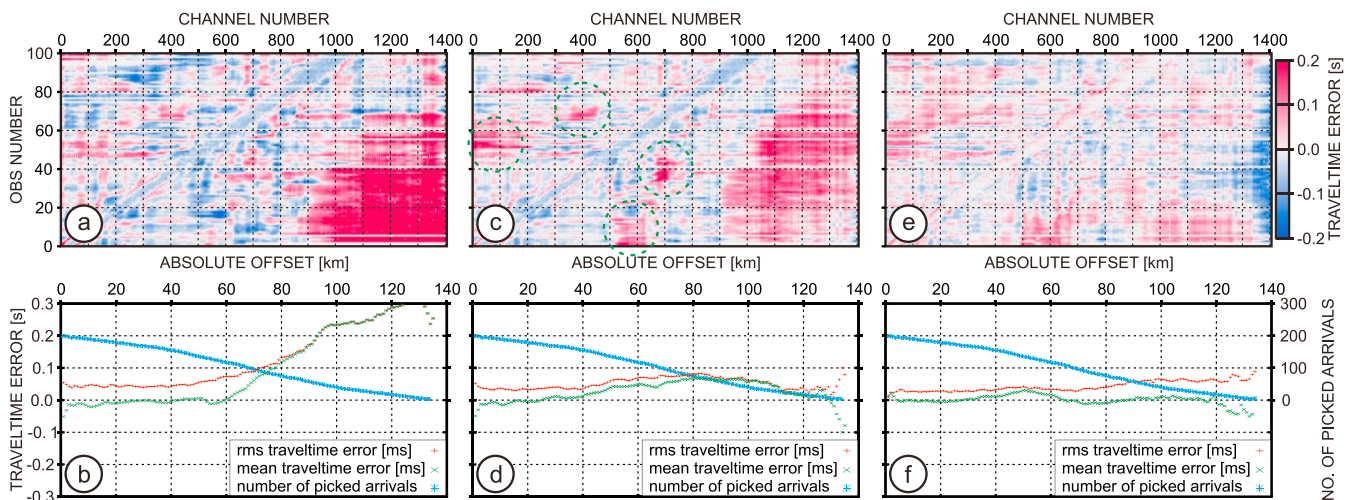 CHANNEL NUMBER CHANNEL NUMBER CHANNEL NUMBER
0 200 400 600 800 1000 1200 1400 0 200 400 600 800 1000 1200 1400 0 200 400 600 800 1000 1200 1400
OBS NUMBER
100
80
60
40
20
0
a
c
e
0.2
0.1
0.0
-0.1
-0.2
TRAVELTIME ERROR [s]
ABSOLUTE OFFSET [km] ABSOLUTE OFFSET [km] ABSOLUTE OFFSET [km]
0 20 40 60 80 100 120 140 0 20 40 60 80 100 120 140 0 20 40 60 80 100 120 140
TRAVELTIME ERROR [s]
0.3
0.2
0.1
0.0
-0.1
-0.2
-0.3
b
rms traveltime error [ms]
mean traveltime error [ms]
number of picked arrivals
d
rms traveltime error [ms]
mean traveltime error [ms]
number of picked arrivals
f
rms traveltime error [ms]
mean traveltime error [ms]
number of picked arrivals
300
200
100
0
NO. OF PICKED ARRIVALS